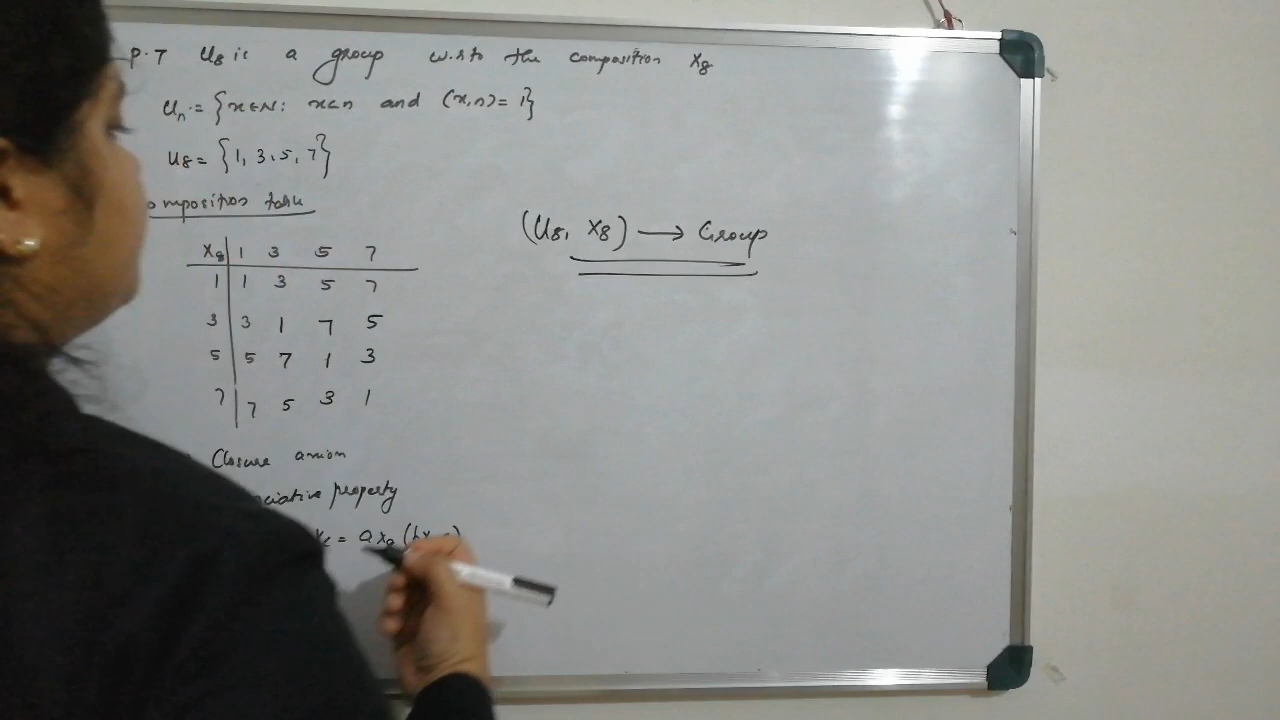 P.T U8 is a group w.r.to the composition X8
Un = {x∈N: x<n and (x,n)=1}
U8 = {1, 3, 5, 7}
omposition table
(U8, X8) → Group
X8 | 1 3 5 7
1 | 1 3 5 7
3 | 3 1 7 5
5 | 5 7 1 3
7 | 7 5 3 1
Closure axiom
ociative property
= a X8 (b X